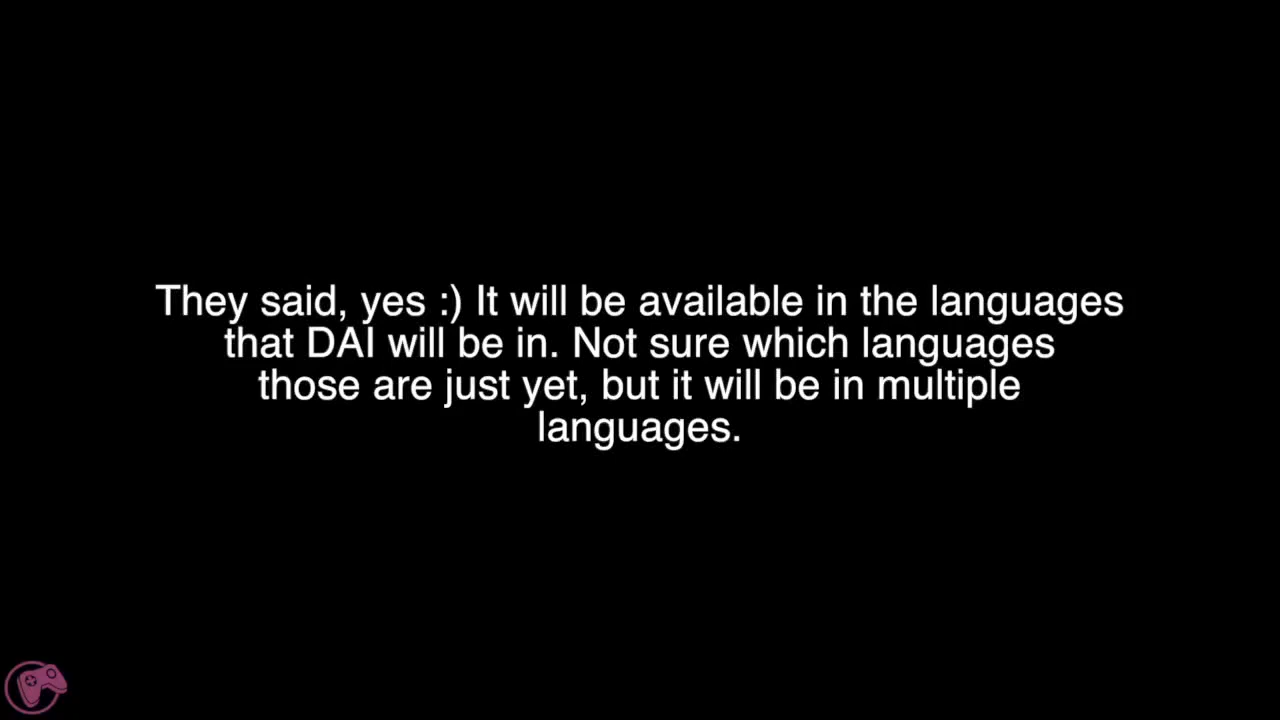 They said, yes :) It will be available in the languages
that DAI will be in. Not sure which languages
those are just yet, but it will be in multiple
languages.